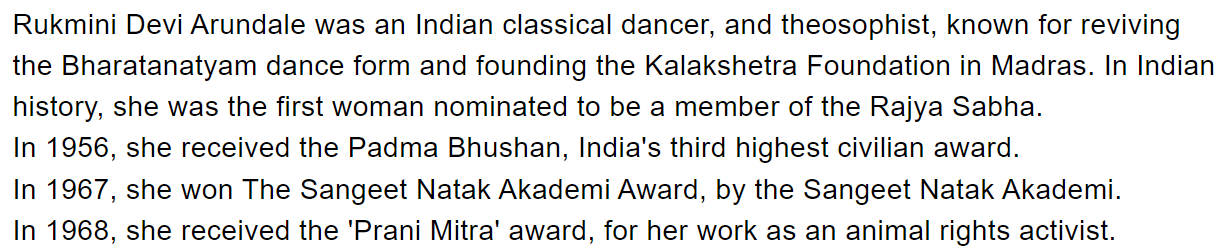 Rukmini Devi Arundale was an Indian classical dancer, and theosophist, known for reviving
the Bharatanatyam dance form and founding the Kalakshetra Foundation in Madras. In Indian
history, she was the first woman nominated to be a member of the Rajya Sabha.
In 1956, she received the Padma Bhushan, India's third highest civilian award.
In 1967, she won The Sangeet Natak Akademi Award, by the Sangeet Natak Akademi.
In 1968, she received the 'Prani Mitra' award, for her work as an animal rights activist.